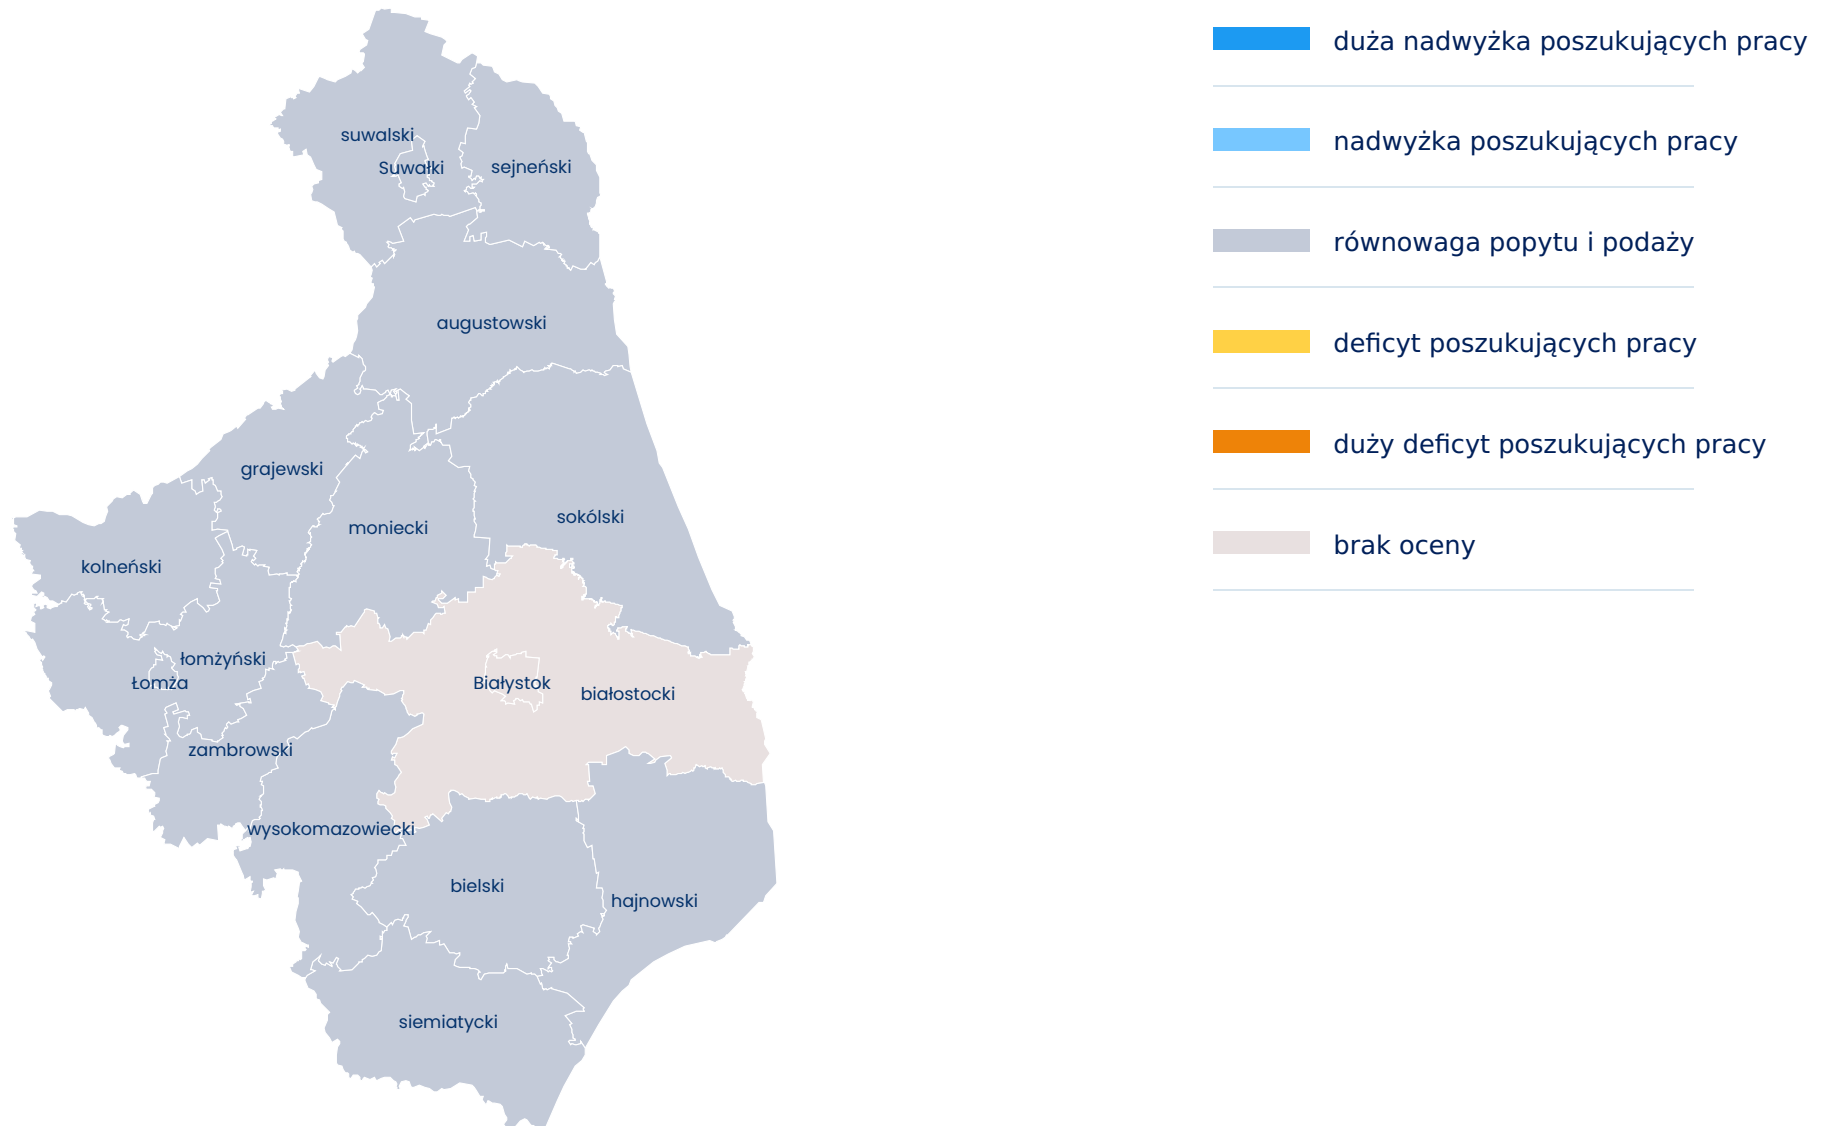 suwalski
Suwałki
sejneński
augustowski
grajewski
moniecki
sokólski
kolneński
łomżyński
Łomża
Białystok
białostocki
zambrowski
wysokomazowiecki
bielski
hajnowski
siemiatycki
duża nadwyżka poszukujących pracy
nadwyżka poszukujących pracy
równowaga popytu i podaży
deficyt poszukujących pracy
duży deficyt poszukujących pracy
brak oceny